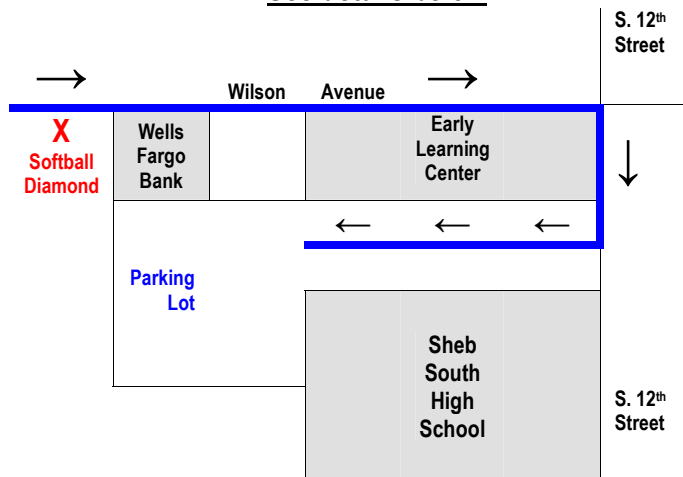 S. 12th
Street
Wilson Avenue
X
Softball
Diamond
Wells
Fargo
Bank
Early
Learning
Center
Parking
Lot
Sheb
South
High
School
S. 12th
Street